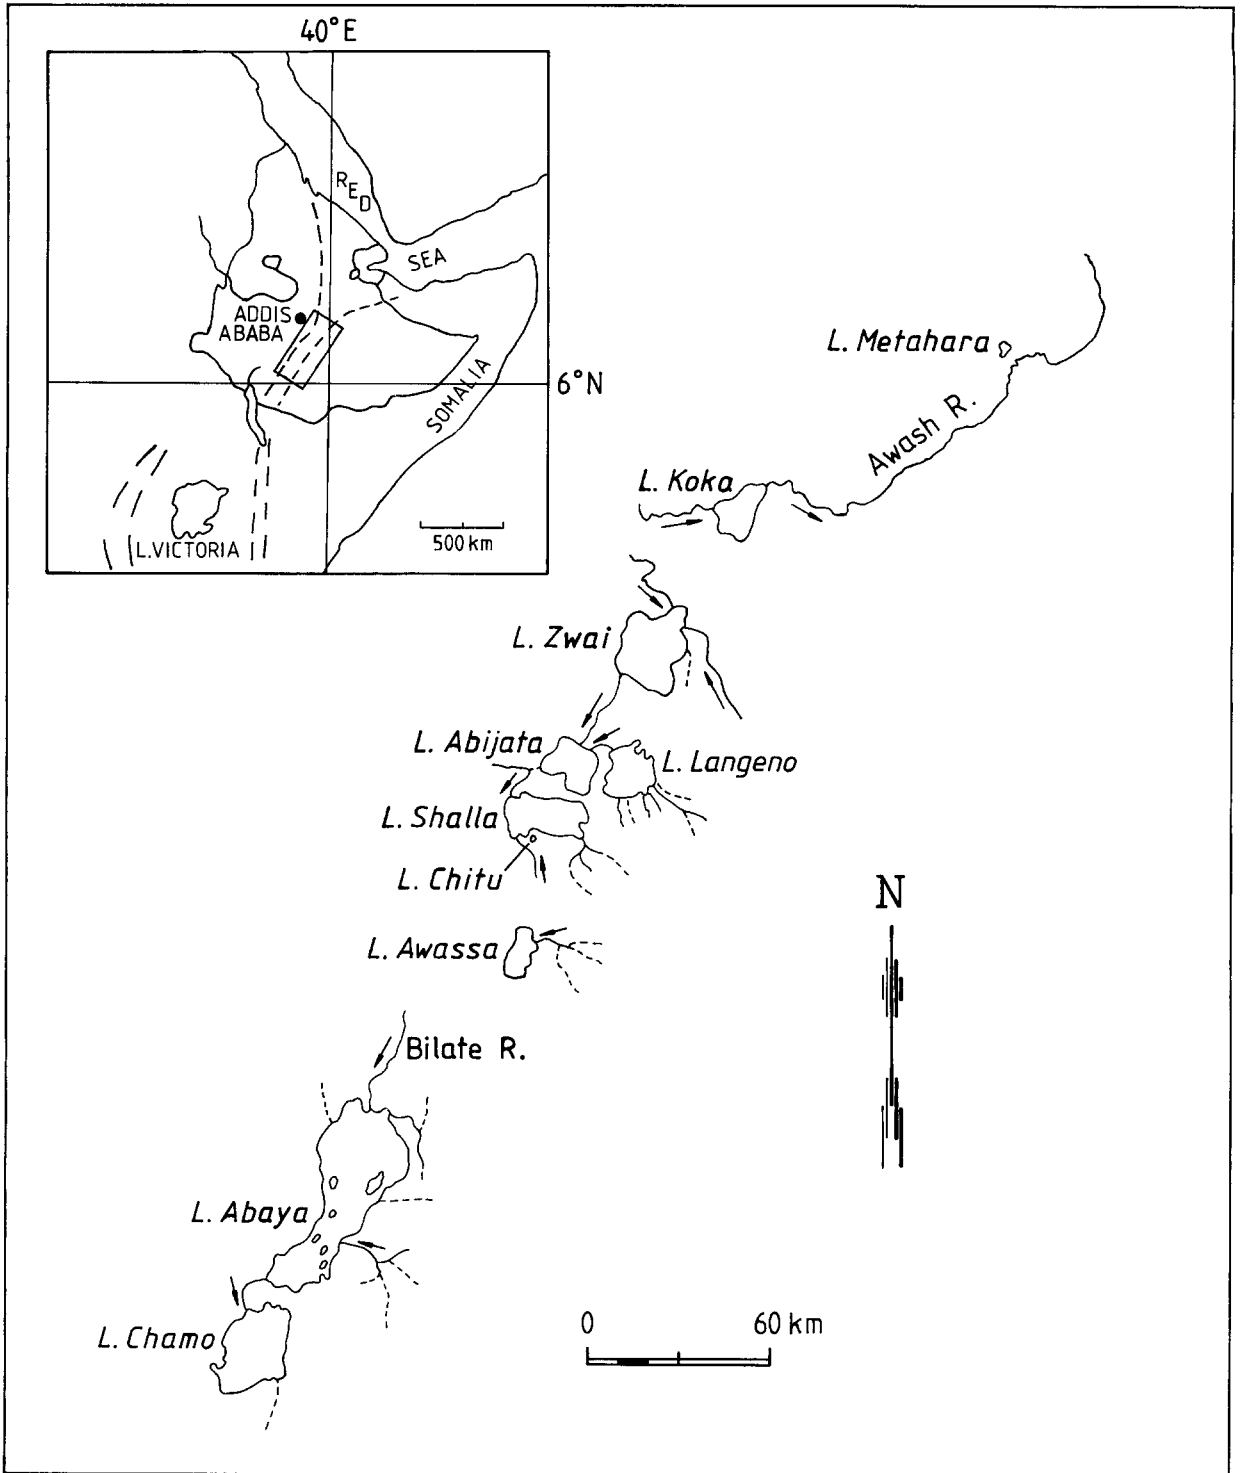 40°E
RED
SEA
ADDIS
ABABA
6°N
SOMALIA
L.VICTORIA
500 km
L. Metahara
Awash R.
L. Koka
L. Zwai
L. Abijata
L. Langeno
L. Shalla
L. Chitu
N
L. Awassa
Bilate R.
L. Abaya
0 60 km
L. Chamo